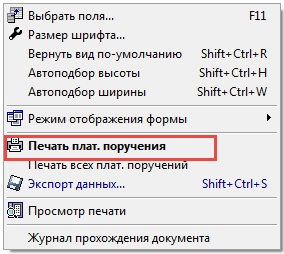 Выбрать поля... F11
Размер шрифта...
Вернуть вид по-умолчанию Shift+Ctrl+R
Автоподбор высоты Shift+Ctrl+H
Автоподбор ширины Shift+Ctrl+W
Режим отображения формы
Печать плат. поручения
Печать всех плат. поручений
Экспорт данных... Shift+Ctrl+S
Просмотр печати
Журнал прохождения документа